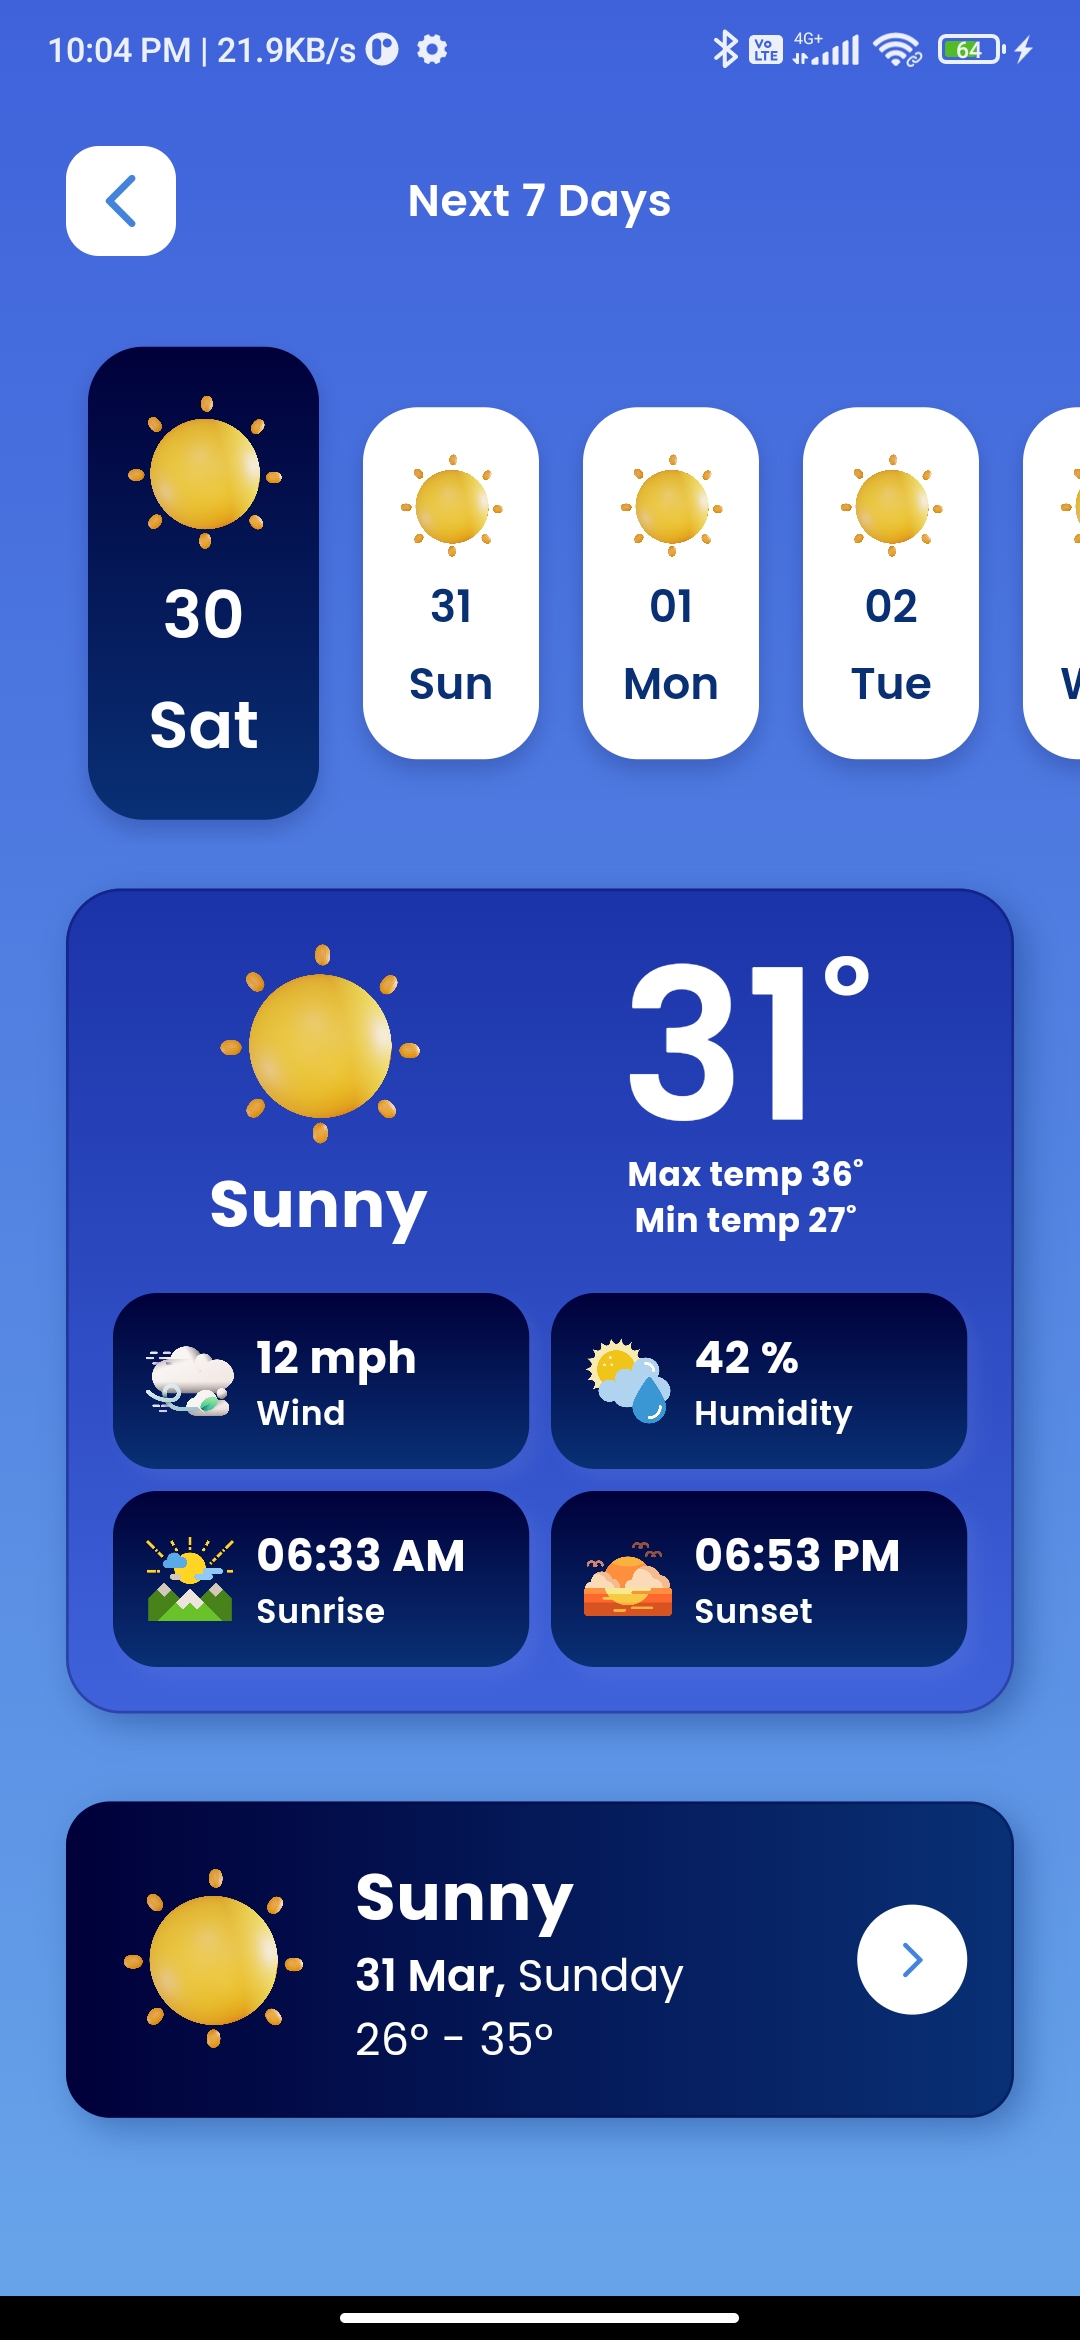 10:04 PM | 21.9KB/s Vo LTE 4G+ 64
Next 7 Days
30 31 01 02
Sat Sun Mon Tue
31°
Sunny
Max temp 36°
Min temp 27°
12 mph
Wind
42 %
Humidity
06:33 AM
Sunrise
06:53 PM
Sunset
Sunny
31 Mar, Sunday
26° - 35°